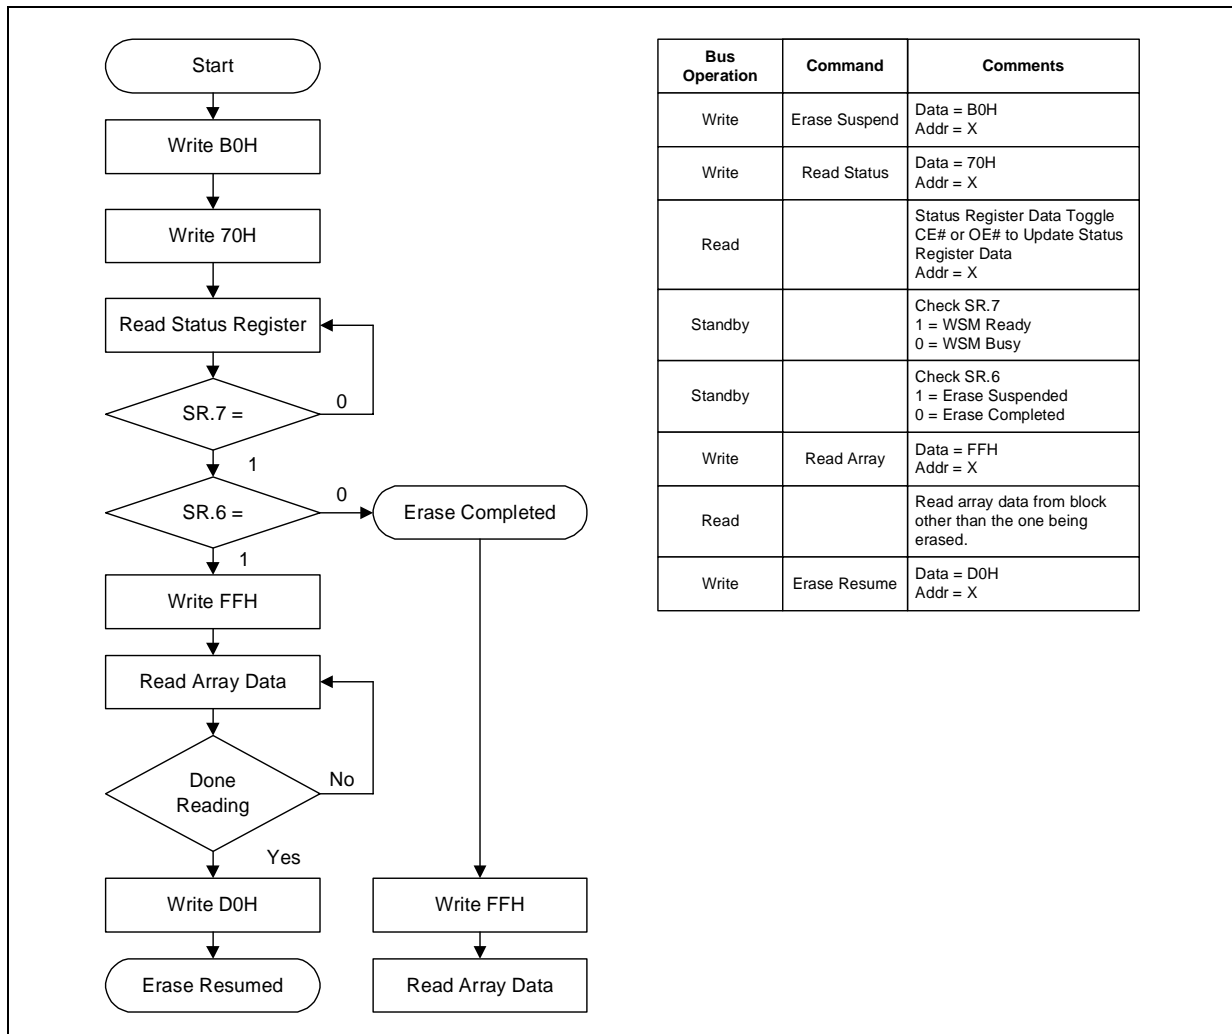 Start
Write B0H
Write 70H
Read Status Register
SR.7 =
0
1
SR.6 =
0
Erase Completed
1
Write FFH
Read Array Data
Done
Reading
No
Yes
Write D0H
Write FFH
Erase Resumed
Read Array Data
Bus
Operation
Command
Comments
Write
Erase Suspend
Data = B0H
Addr = X
Write
Read Status
Data = 70H
Addr = X
Read
Status Register Data Toggle
CE# or OE# to Update Status
Register Data
Addr = X
Standby
Check SR.7
1 = WSM Ready
0 = WSM Busy
Standby
Check SR.6
1 = Erase Suspended
0 = Erase Completed
Write
Read Array
Data = FFH
Addr = X
Read
Read array data from block
other than the one being
erased.
Write
Erase Resume
Data = D0H
Addr = X